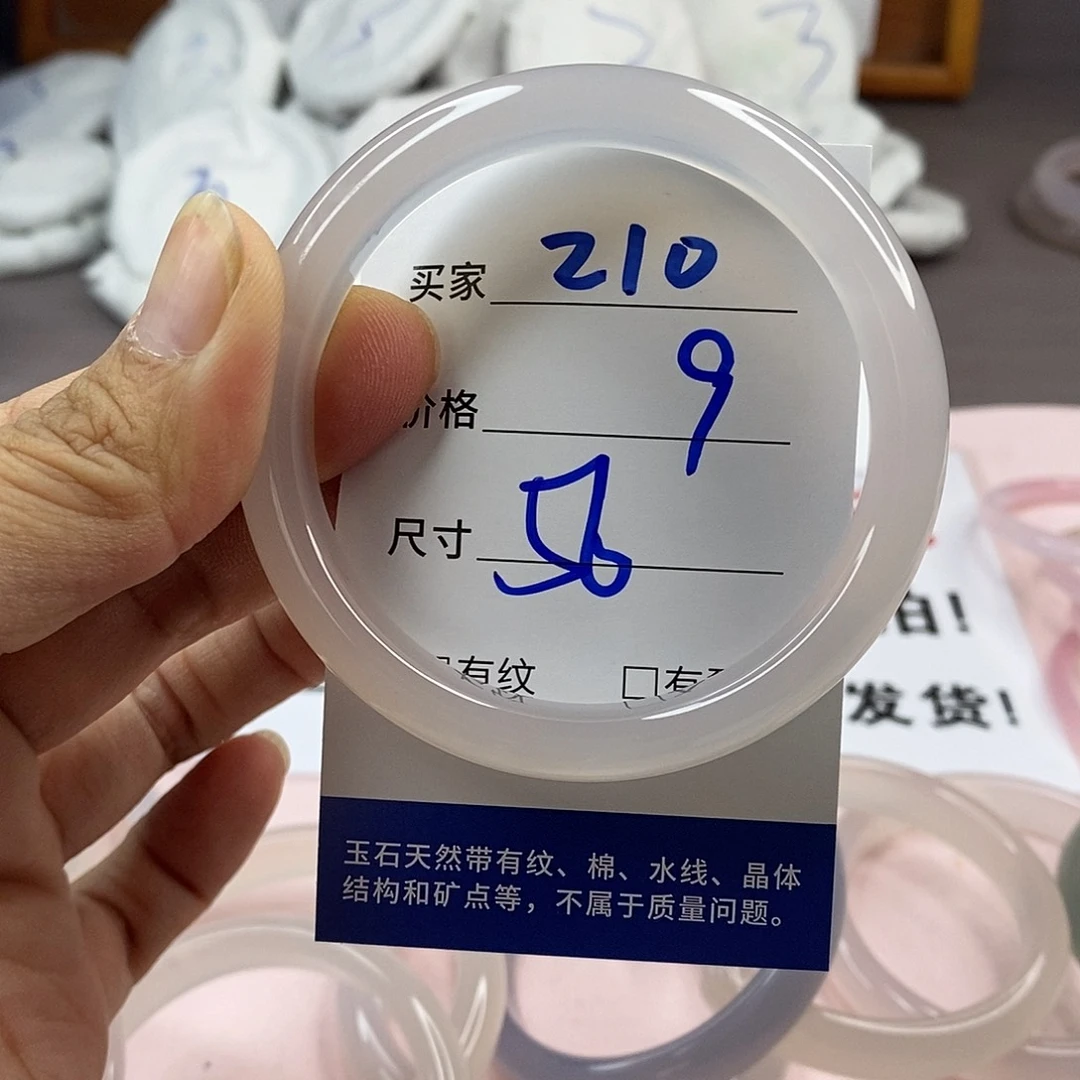 买家 210
价格 9
尺寸 56
有纹
拍!
发货!
玉石天然带有纹、棉、水线、晶体
结构和矿点等，不属于质量问题。